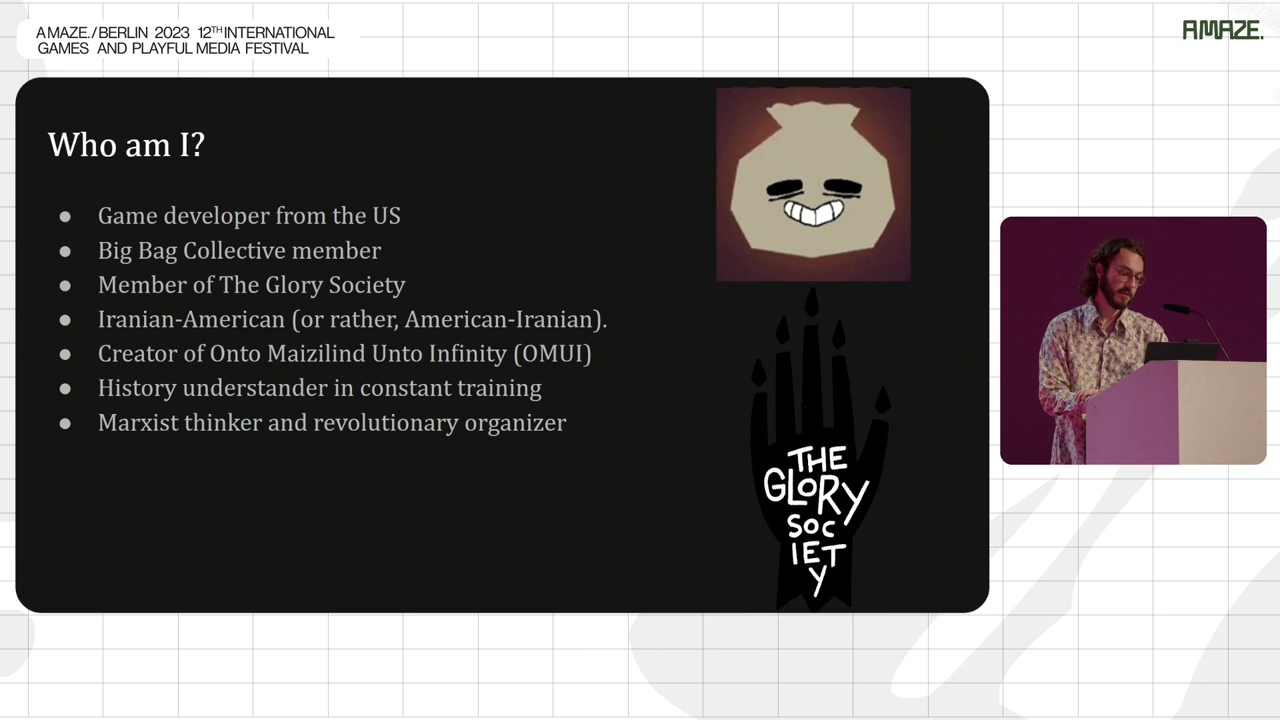 A MAZE. / BERLIN 2023 12TH INTERNATIONAL
GAMES AND PLAYFUL MEDIA FESTIVAL
AMAZE.
Who am I?
● Game developer from the US
● Big Bag Collective member
● Member of The Glory Society
● Iranian-American (or rather, American-Iranian).
● Creator of Onto Maizilind Unto Infinity (OMUI)
● History understander in constant training
● Marxist thinker and revolutionary organizer
THE
GLORY
SOC
IET
Y